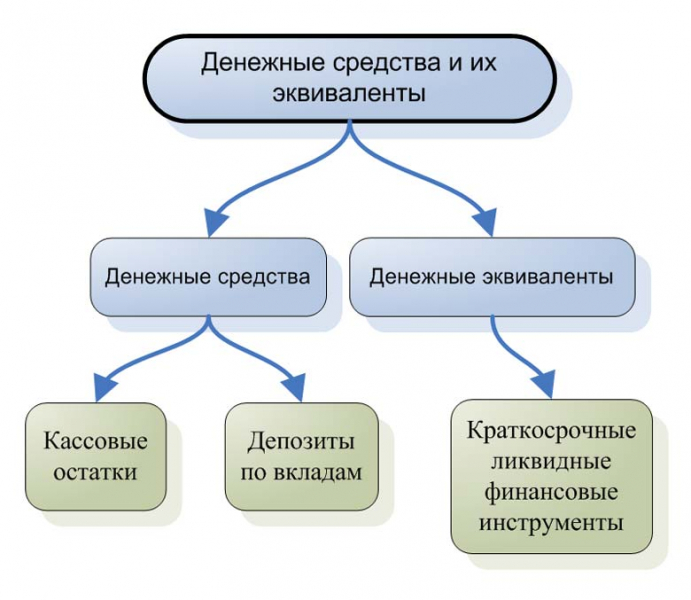 Денежные средства и их
эквиваленты
Денежные средства
Денежные эквиваленты
Кассовые
остатки
Депозиты
по вкладам
Краткосрочные
ликвидные
финансовые
инструменты